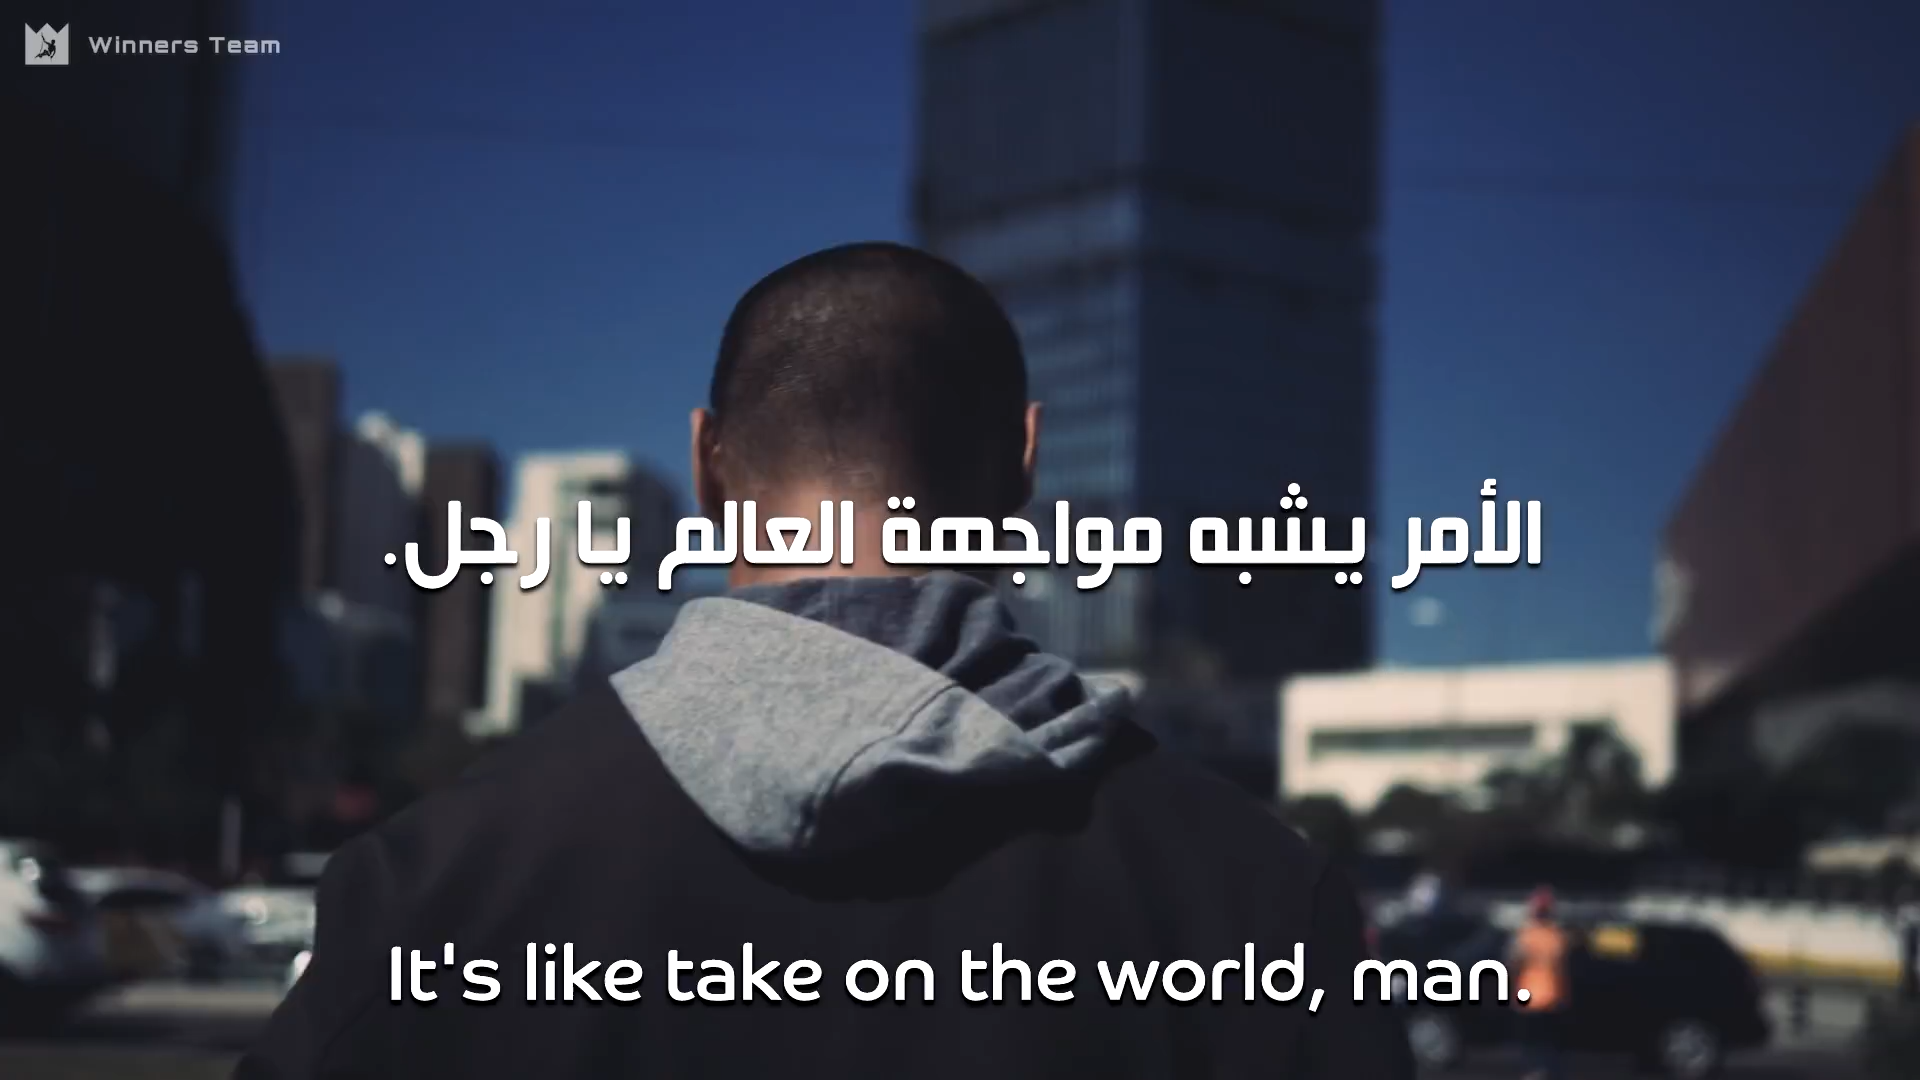 Winners Team
الأمر يشبه مواجهة العالم يا رجل.
It's like take on the world, man.